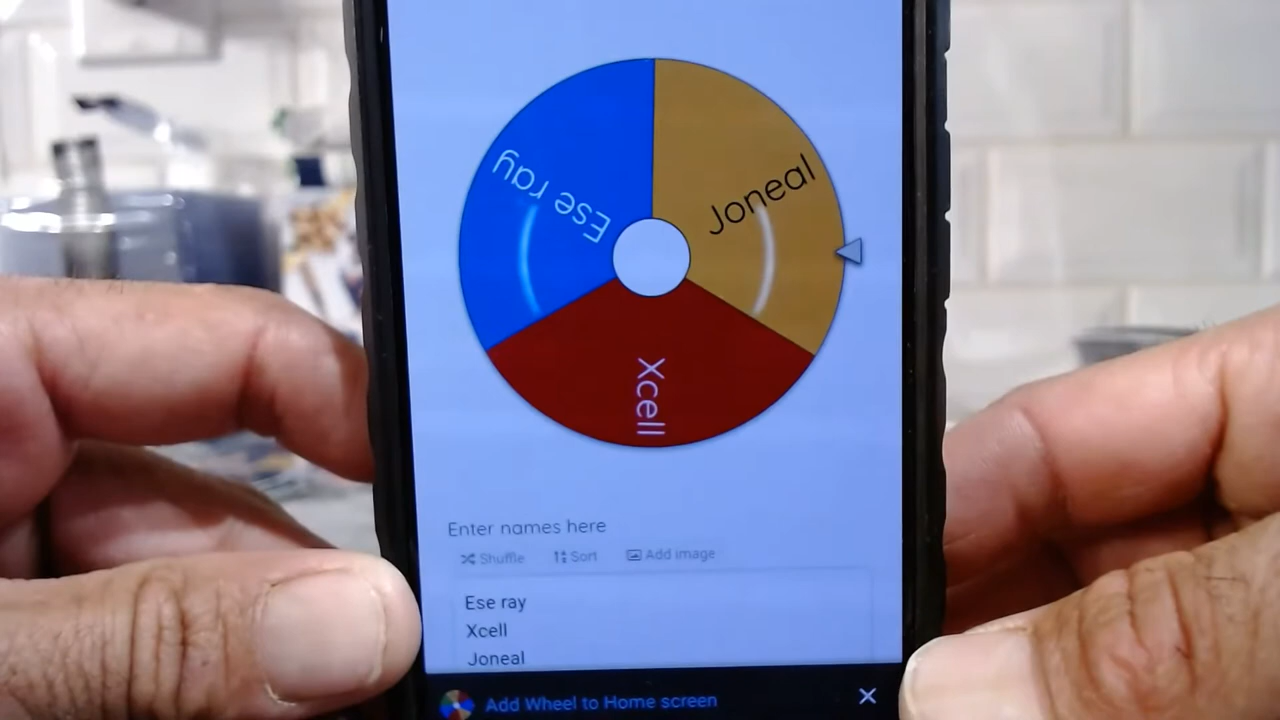 Ese ray
Joneal
Xcell
Enter names here
Shuffle Sort Add image
Ese ray
Xcell
Joneal
Add Wheel to Home screen